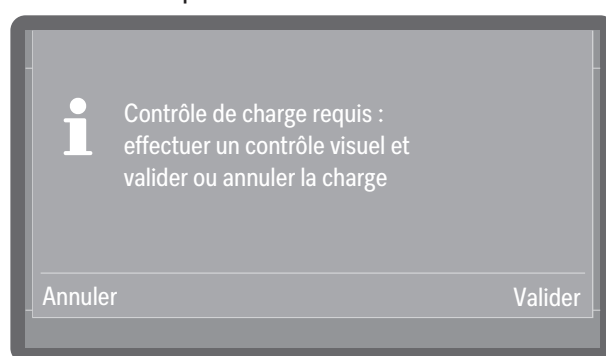 Contrôle de charge requis :
effectuer un contrôle visuel et
valider ou annuler la charge
Annuler
Valider